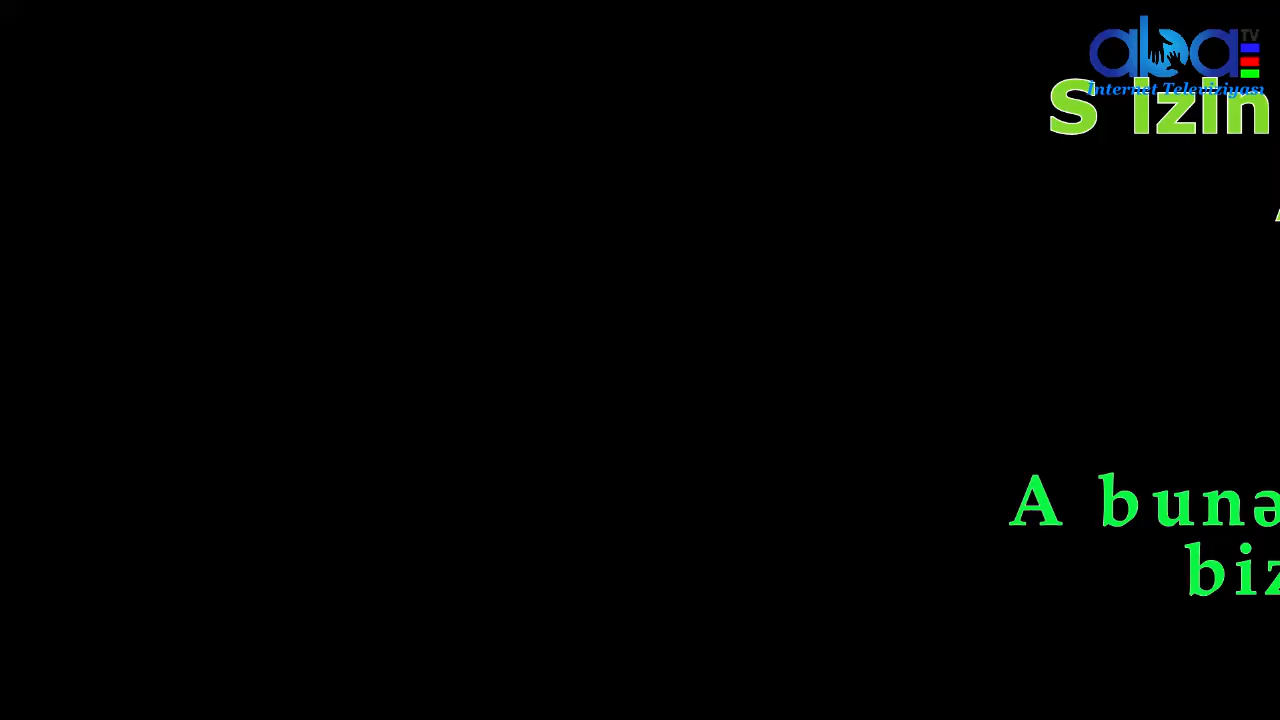 aba TV
İnternet Televiziyası
S izin
A bunə
biz